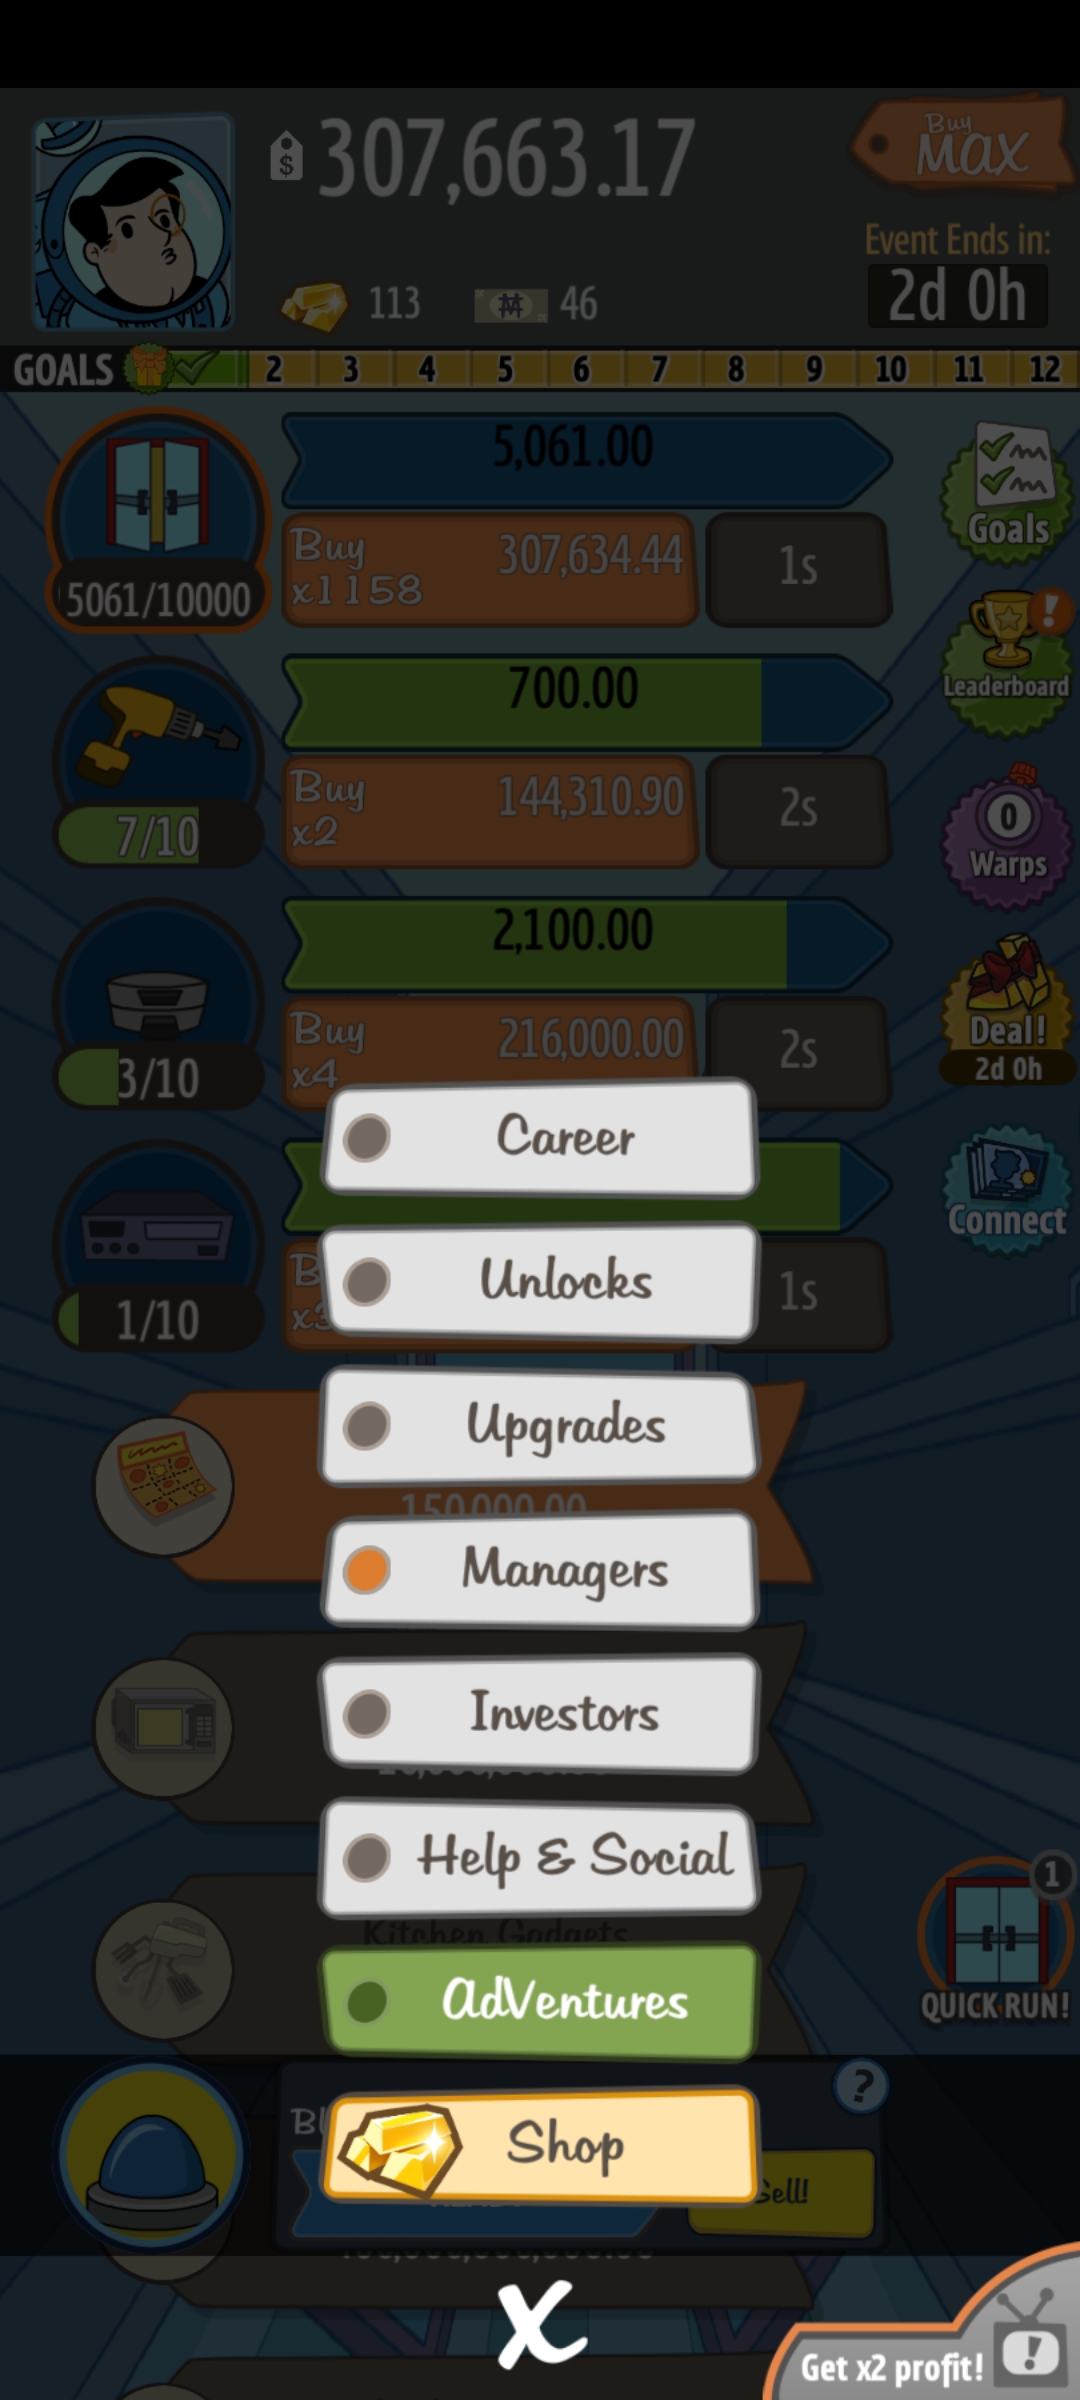 $ 307,663.17
Buy
MAX
Event Ends in:
2d 0h
113
46
GOALS 2 3 4 5 6 7 8 9 10 11 12
5,061.00
Buy
x1158
307,634.44
1s
5061/10000
Goals
700.00
Buy
x2
144,310.90
2s
7/10
!
Leaderboard
0
Warps
2,100.00
Buy
x4
216,000.00
2s
3/10
Deal!
2d 0h
Career
Unlocks
1s
1/10
Connect
Upgrades
150,000.00
Managers
Investors
Help & Social
Kitchen Gadgets
AdVentures
1
QUICK RUN!
?
Shop
Sell!
X
Get x2 profit!
!